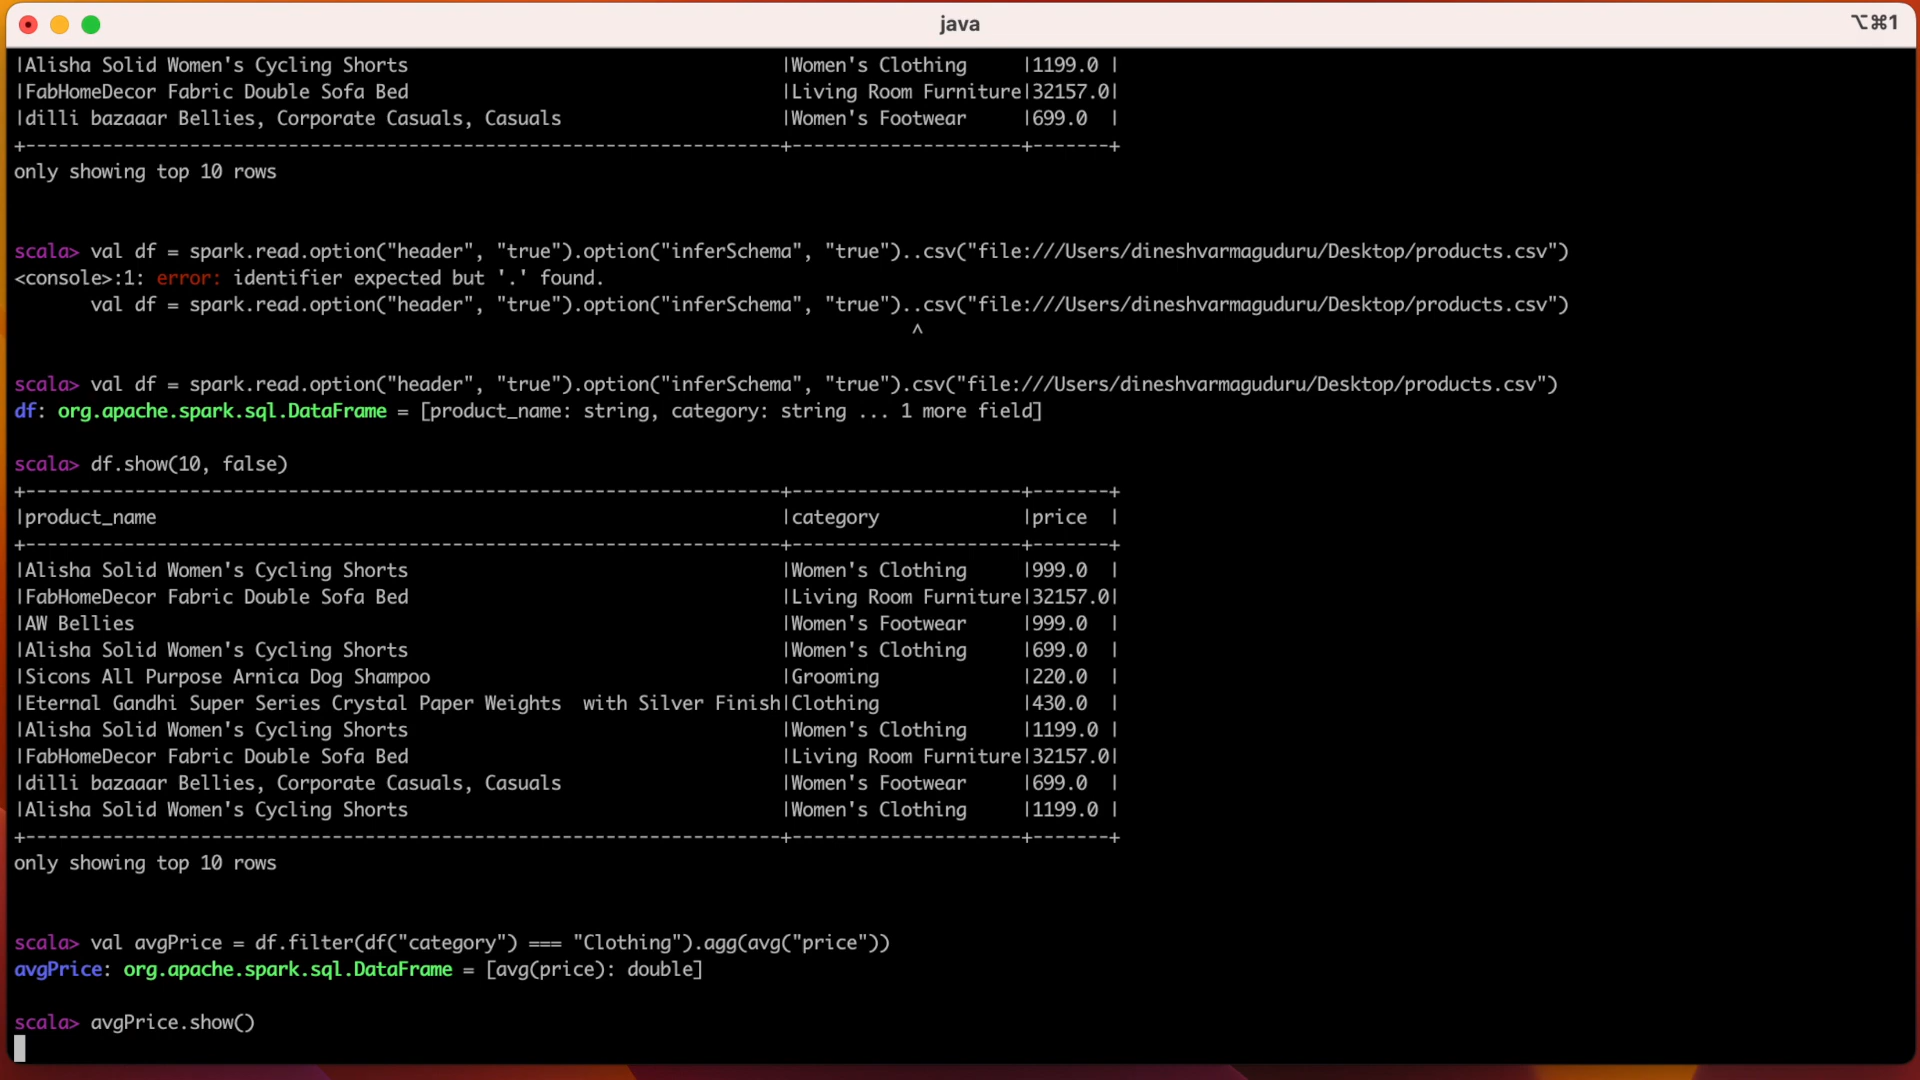 java
⌥⌘1
|Alisha Solid Women's Cycling Shorts                                  |Women's Clothing     |1199.0 |
|FabHomeDecor Fabric Double Sofa Bed                                  |Living Room Furniture|32157.0|
|dilli bazaaar Bellies, Corporate Casuals, Casuals                    |Women's Footwear     |699.0  |
+---------------------------------------------------------------------+---------------------+-------+
only showing top 10 rows
scala> val df = spark.read.option("header", "true").option("inferSchema", "true")..csv("file:///Users/dineshvarmaguduru/Desktop/products.csv")
<console>:1: error: identifier expected but '.' found.
       val df = spark.read.option("header", "true").option("inferSchema", "true")..csv("file:///Users/dineshvarmaguduru/Desktop/products.csv")
                                                                                  ^
scala> val df = spark.read.option("header", "true").option("inferSchema", "true").csv("file:///Users/dineshvarmaguduru/Desktop/products.csv")
df: org.apache.spark.sql.DataFrame = [product_name: string, category: string ... 1 more field]
scala> df.show(10, false)
+---------------------------------------------------------------------+---------------------+-------+
|product_name                                                         |category             |price  |
+---------------------------------------------------------------------+---------------------+-------+
|Alisha Solid Women's Cycling Shorts                                  |Women's Clothing     |999.0  |
|FabHomeDecor Fabric Double Sofa Bed                                  |Living Room Furniture|32157.0|
|AW Bellies                                                           |Women's Footwear     |999.0  |
|Alisha Solid Women's Cycling Shorts                                  |Women's Clothing     |699.0  |
|Sicons All Purpose Arnica Dog Shampoo                                |Grooming             |220.0  |
|Eternal Gandhi Super Series Crystal Paper Weights  with Silver Finish|Clothing             |430.0  |
|Alisha Solid Women's Cycling Shorts                                  |Women's Clothing     |1199.0 |
|FabHomeDecor Fabric Double Sofa Bed                                  |Living Room Furniture|32157.0|
|dilli bazaaar Bellies, Corporate Casuals, Casuals                    |Women's Footwear     |699.0  |
|Alisha Solid Women's Cycling Shorts                                  |Women's Clothing     |1199.0 |
+---------------------------------------------------------------------+---------------------+-------+
only showing top 10 rows
scala> val avgPrice = df.filter(df("category") === "Clothing").agg(avg("price"))
avgPrice: org.apache.spark.sql.DataFrame = [avg(price): double]
scala> avgPrice.show()